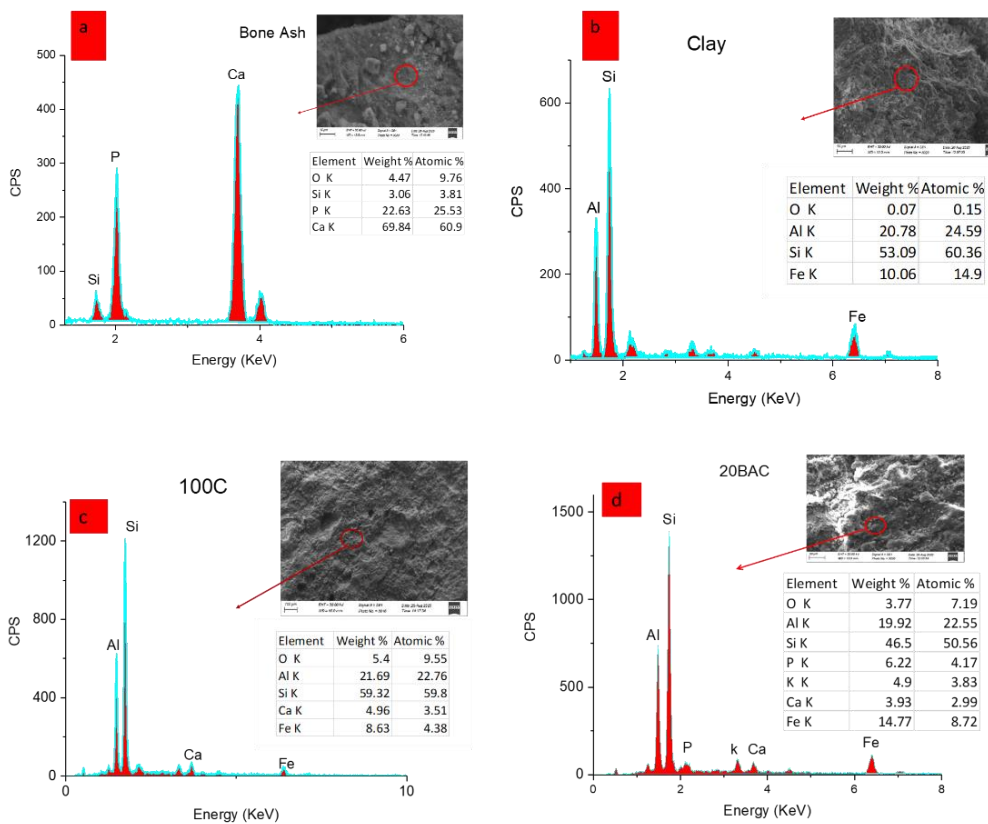 a
Bone Ash
500
400
300
200
100
0
CPS
Ca
P
Si
Element Weight % Atomic %
O K 4.47 9.76
Si K 3.06 3.81
P K 22.63 25.53
Ca K 69.84 60.9
2 4 6
Energy (KeV)
b
Clay
600
400
200
0
CPS
Si
Al
Fe
Element Weight % Atomic %
O K 0.07 0.15
Al K 20.78 24.59
Si K 53.09 60.36
Fe K 10.06 14.9
2 4 6 8
Energy (KeV)
c
100C
1200
800
400
0
CPS
Si
Al
Ca
Fe
Element Weight % Atomic %
O K 5.4 9.55
Al K 21.69 22.76
Si K 59.32 59.8
Ca K 4.96 3.51
Fe K 8.63 4.38
0 10
Energy (KeV)
d
20BAC
1500
1000
500
0
CPS
Si
Al
P
k
Ca
Fe
Element Weight % Atomic %
O K 3.77 7.19
Al K 19.92 22.55
Si K 46.5 50.56
P K 6.22 4.17
K K 4.9 3.83
Ca K 3.93 2.99
Fe K 14.77 8.72
0 2 4 6 8
Energy (KeV)